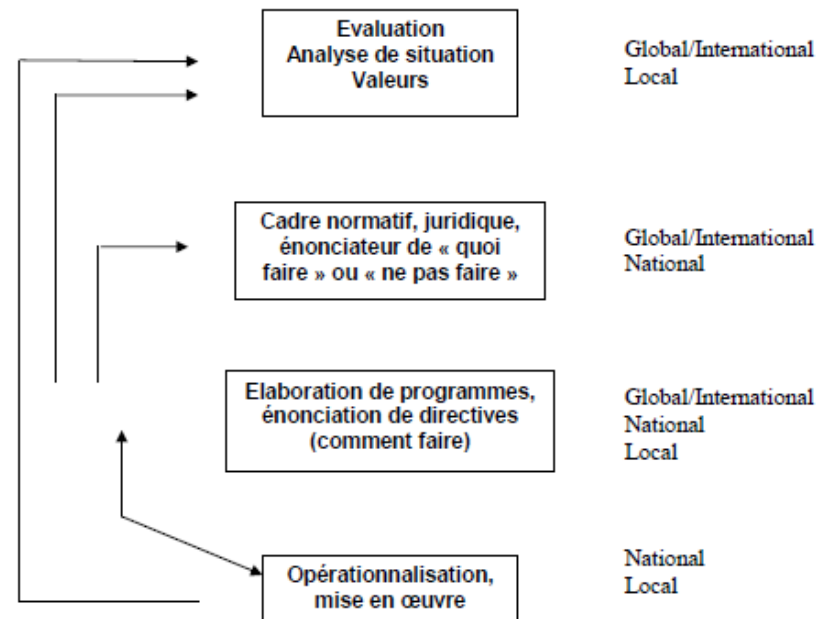 Evaluation
Analyse de situation
Valeurs
Global/International
Local
Cadre normatif, juridique,
énonciateur de « quoi
faire » ou « ne pas faire »
Global/International
National
Elaboration de programmes,
énonciation de directives
(comment faire)
Global/International
National
Local
Opérationnalisation,
mise en œuvre
National
Local